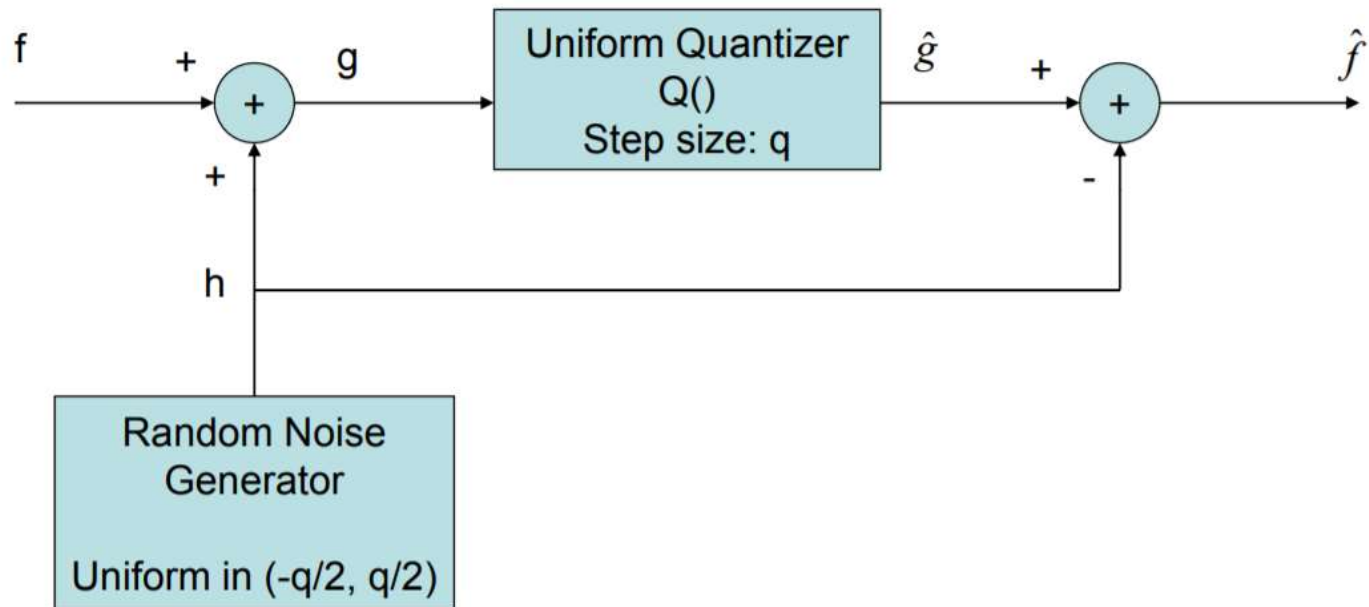 f
+
+
g
Uniform Quantizer
Q()
Step size: q
ĝ
+
+
f̂
+
-
h
Random Noise
Generator
Uniform in (-q/2, q/2)